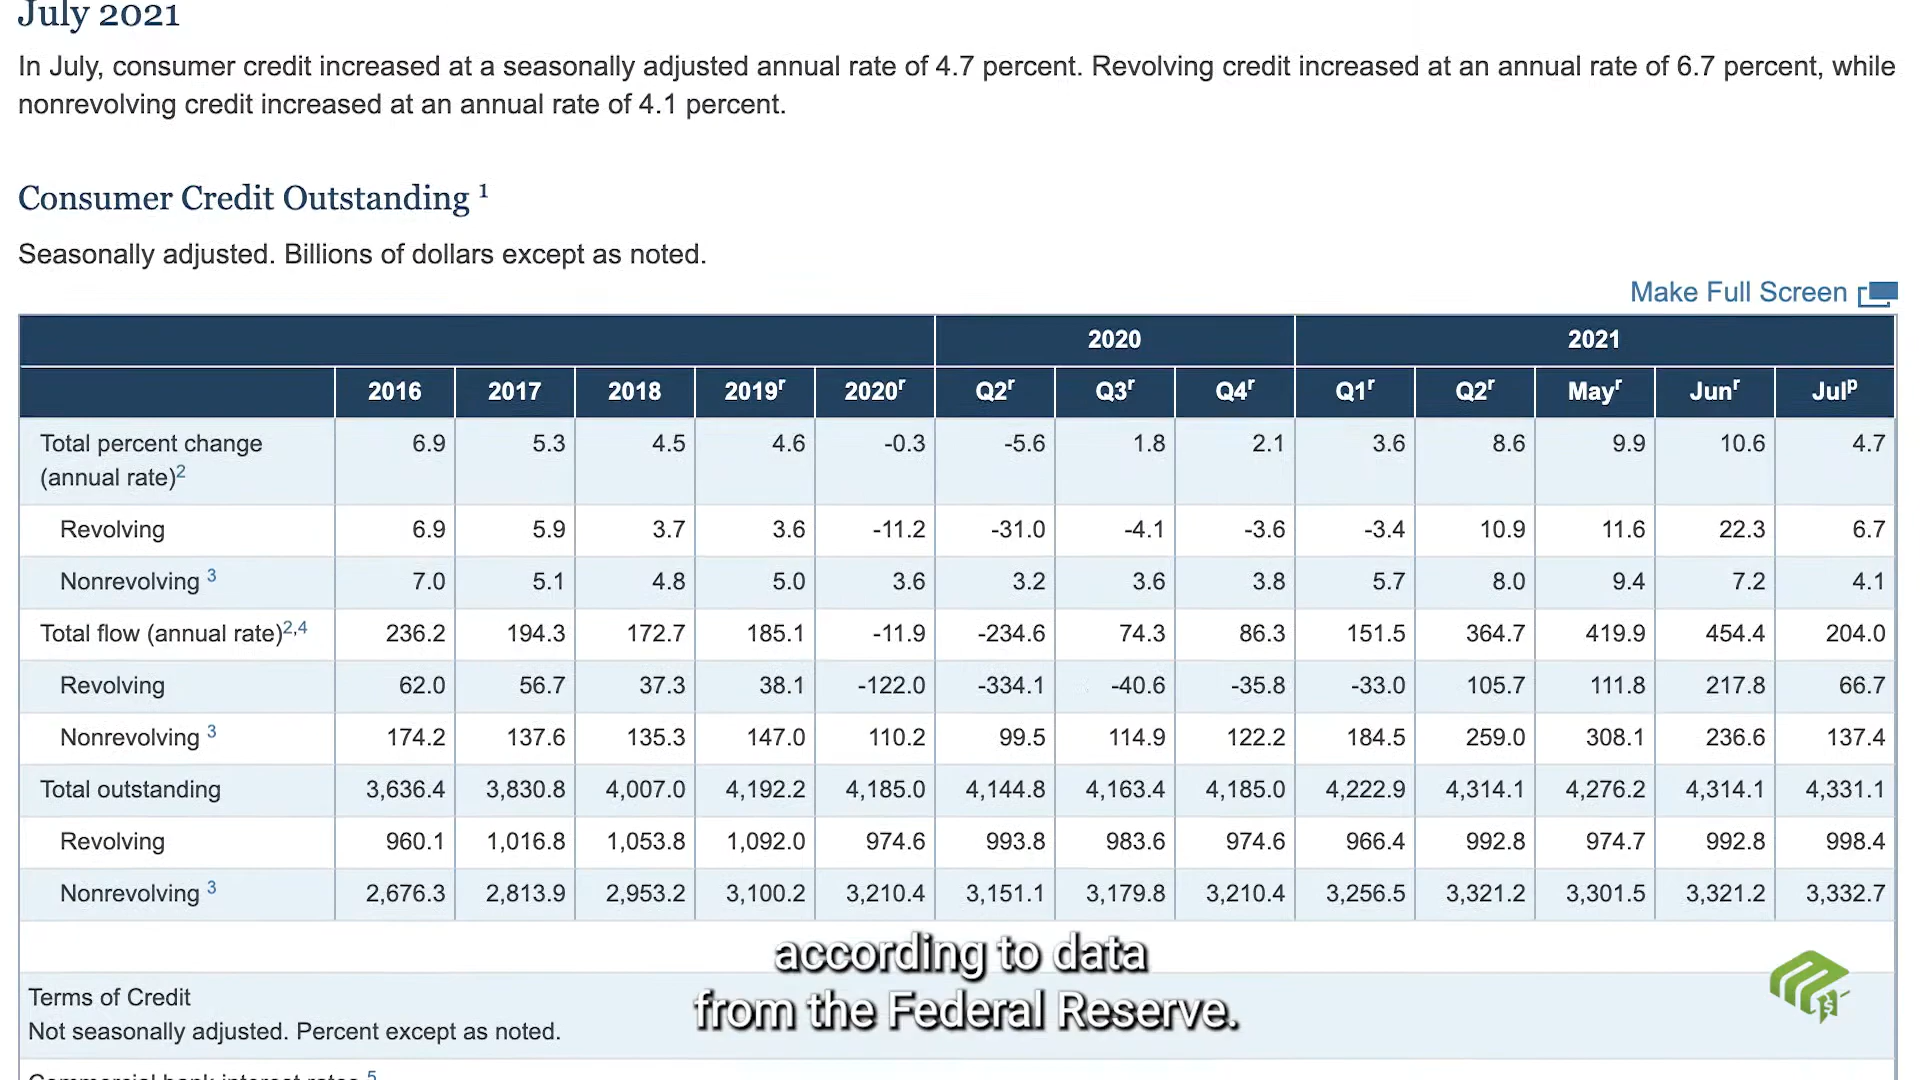 July 2021
In July, consumer credit increased at a seasonally adjusted annual rate of 4.7 percent. Revolving credit increased at an annual rate of 6.7 percent, while
nonrevolving credit increased at an annual rate of 4.1 percent.
Consumer Credit Outstanding 1
Seasonally adjusted. Billions of dollars except as noted.
Make Full Screen
2020 2021
2016 2017 2018 2019r 2020r Q2r Q3r Q4r Q1r Q2r Mayr Junr Julp
Total percent change (annual rate)2 6.9 5.3 4.5 4.6 -0.3 -5.6 1.8 2.1 3.6 8.6 9.9 10.6 4.7
Revolving 6.9 5.9 3.7 3.6 -11.2 -31.0 -4.1 -3.6 -3.4 10.9 11.6 22.3 6.7
Nonrevolving 3 7.0 5.1 4.8 5.0 3.6 3.2 3.6 3.8 5.7 8.0 9.4 7.2 4.1
Total flow (annual rate)2,4 236.2 194.3 172.7 185.1 -11.9 -234.6 74.3 86.3 151.5 364.7 419.9 454.4 204.0
Revolving 62.0 56.7 37.3 38.1 -122.0 -334.1 -40.6 -35.8 -33.0 105.7 111.8 217.8 66.7
Nonrevolving 3 174.2 137.6 135.3 147.0 110.2 99.5 114.9 122.2 184.5 259.0 308.1 236.6 137.4
Total outstanding 3,636.4 3,830.8 4,007.0 4,192.2 4,185.0 4,144.8 4,163.4 4,185.0 4,222.9 4,314.1 4,276.2 4,314.1 4,331.1
Revolving 960.1 1,016.8 1,053.8 1,092.0 974.6 993.8 983.6 974.6 966.4 992.8 974.7 992.8 998.4
Nonrevolving 3 2,676.3 2,813.9 2,953.2 3,100.2 3,210.4 3,151.1 3,179.8 3,210.4 3,256.5 3,321.2 3,301.5 3,321.2 3,332.7
according to data
from the Federal Reserve.
Terms of Credit
Not seasonally adjusted. Percent except as noted.
Commercial bank interest rates 5